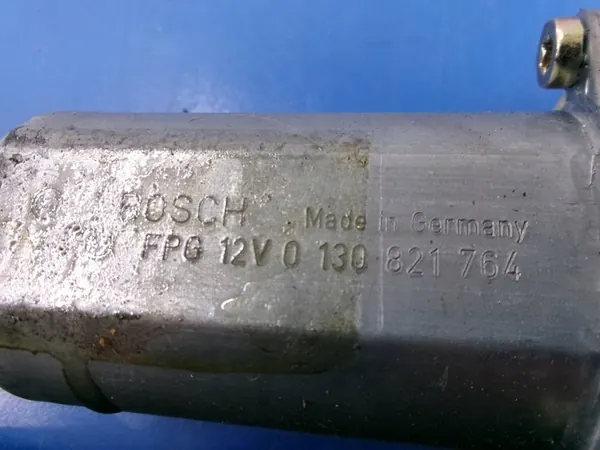 BOSCH Made in Germany
FPG 12V 0 130 821 764